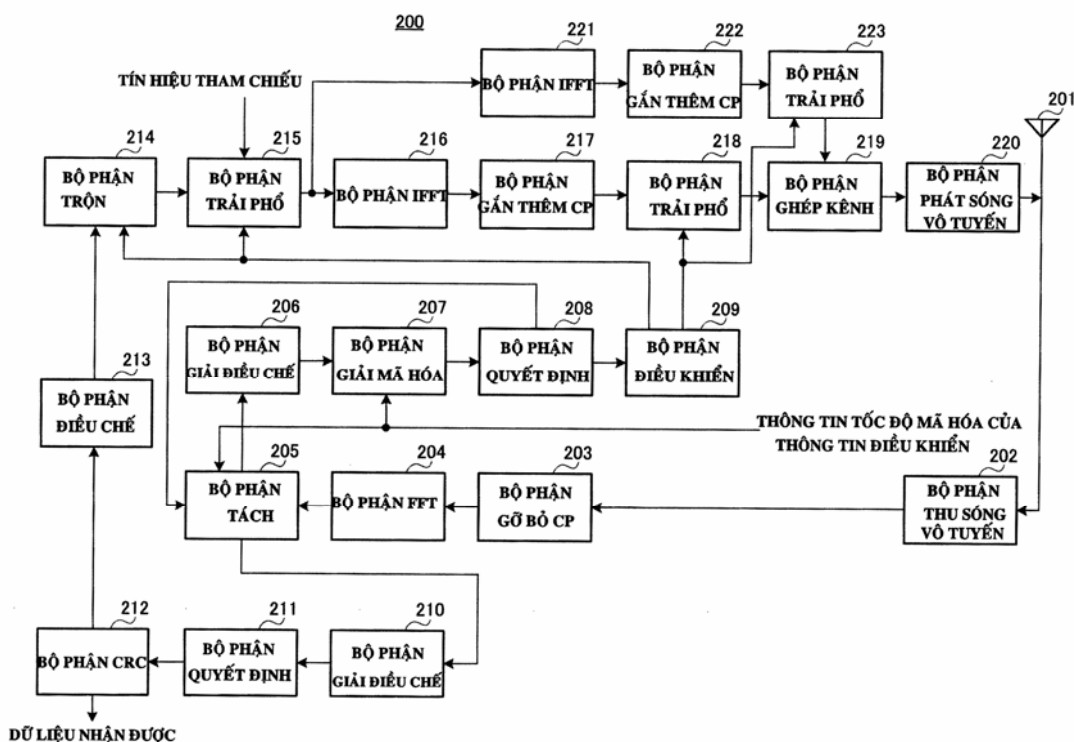 200
221
222
223
BỘ PHẬN IFFT
BỘ PHẬN
GẮN THÊM CP
BỘ PHẬN
TRẢI PHỔ
TÍN HIỆU THAM CHIẾU
201
214
215
216
217
218
219
220
BỘ PHẬN
TRỘN
BỘ PHẬN
TRẢI PHỔ
BỘ PHẬN IFFT
BỘ PHẬN
GẮN THÊM CP
BỘ PHẬN
TRẢI PHỔ
BỘ PHẬN
GHÉP KÊNH
BỘ PHẬN
PHÁT SÓNG
VÔ TUYẾN
206
207
208
209
BỘ PHẬN
GIẢI ĐIỀU CHẾ
BỘ PHẬN
GIẢI MÃ HÓA
BỘ PHẬN
QUYẾT ĐỊNH
BỘ PHẬN
ĐIỀU KHIỂN
213
BỘ PHẬN
ĐIỀU CHẾ
THÔNG TIN TỐC ĐỘ MÃ HÓA CỦA
THÔNG TIN ĐIỀU KHIỂN
205
204
203
202
BỘ PHẬN
TÁCH
BỘ PHẬN FFT
BỘ PHẬN
GỠ BỎ CP
BỘ PHẬN
THU SÓNG
VÔ TUYẾN
212
211
210
BỘ PHẬN CRC
BỘ PHẬN
QUYẾT ĐỊNH
BỘ PHẬN
GIẢI ĐIỀU CHẾ
DỮ LIỆU NHẬN ĐƯỢC